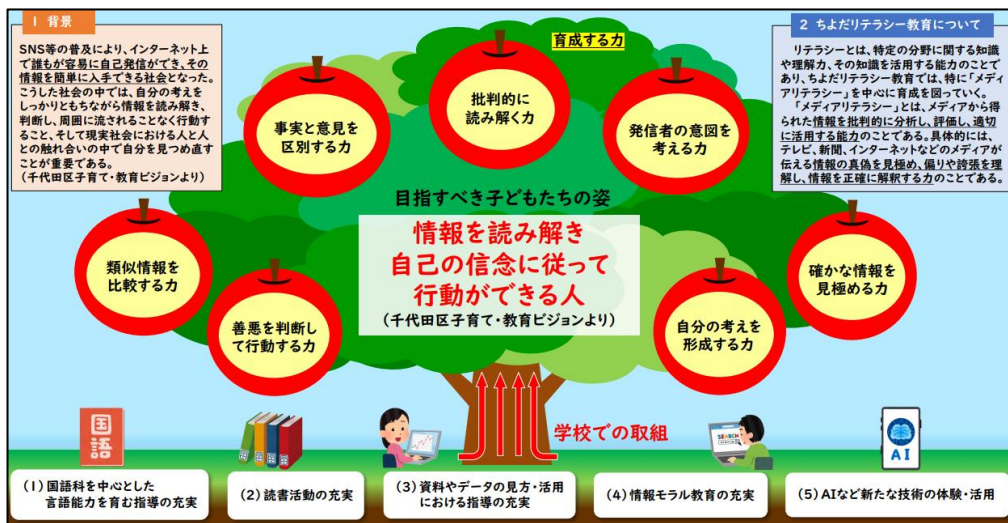 1 背景
SNS等の普及により、インターネット上
で誰もが容易に自己発信ができ、その
情報を簡単に入手できる社会となった。
こうした社会の中では、自分の考えを
しっかりともちながら情報を読み解き、
判断し、周囲に流されることなく行動
すること、そして現実社会における人と人
との触れ合いの中で自分を見つめ直す
ことが重要である。
(千代田区子育て・教育ビジョンより)
育成する力
2 ちよだリテラシー教育について
リテラシーとは、特定の分野に関する知識
や理解力、その知識を活用する能力のことで
あり、ちよだリテラシー教育では、特に「メディ
アリテラシー」を中心に育成を図っていく。
「メディアリテラシー」とは、メディアから得
られた情報を批判的に分析し、評価し、適切
に活用する能力のことである。具体的には、
テレビ、新聞、インターネットなどのメディアが
伝える情報の真偽を見極め、偏りや誇張を理
解し、情報を正確に解釈する力のことである。
事実と意見を
区別する力
批判的に
読み解く力
発信者の意図を
考える力
類似情報を
比較する力
善悪を判断し
て行動する力
目指すべき子どもたちの姿
情報を読み解き
自己の信念に従って
行動ができる人
(千代田区子育て・教育ビジョンより)
自分の考えを
形成する力
確かな情報を
見極める力
学校での取組
国語
SEARCH
AI
(1)国語科を中心とした
言語能力を育む指導の充実
(2)読書活動の充実
(3)資料やデータの見方・活用
における指導の充実
(4)情報モラル教育の充実
(5)AIなど新たな技術の体験・活用